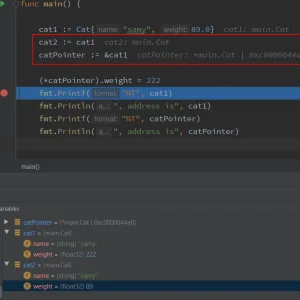 func main() {
cat1 := Cat{ name: "samy", weight: 89.0}  cat1: main.Cat
cat2 := cat1  cat2: main.Cat
catPointer := &cat1  catPointer: *main.Cat | 0xc0000044a
(*catPointer).weight = 222
fmt.Printf( format: "%T", cat1)
fmt.Println( a...: ", address is", cat1)
fmt.Printf( format: "%T", catPointer)
fmt.Println( a...: ", address is", catPointer)
main()
ariables
catPointer = {*main.Cat | 0xc0000044a0}
cat1 = {main.Cat}
name = {string} "samy"
weight = {float32} 222
cat2 = {main.Cat}
name = {string} "samy"
weight = {float32} 89